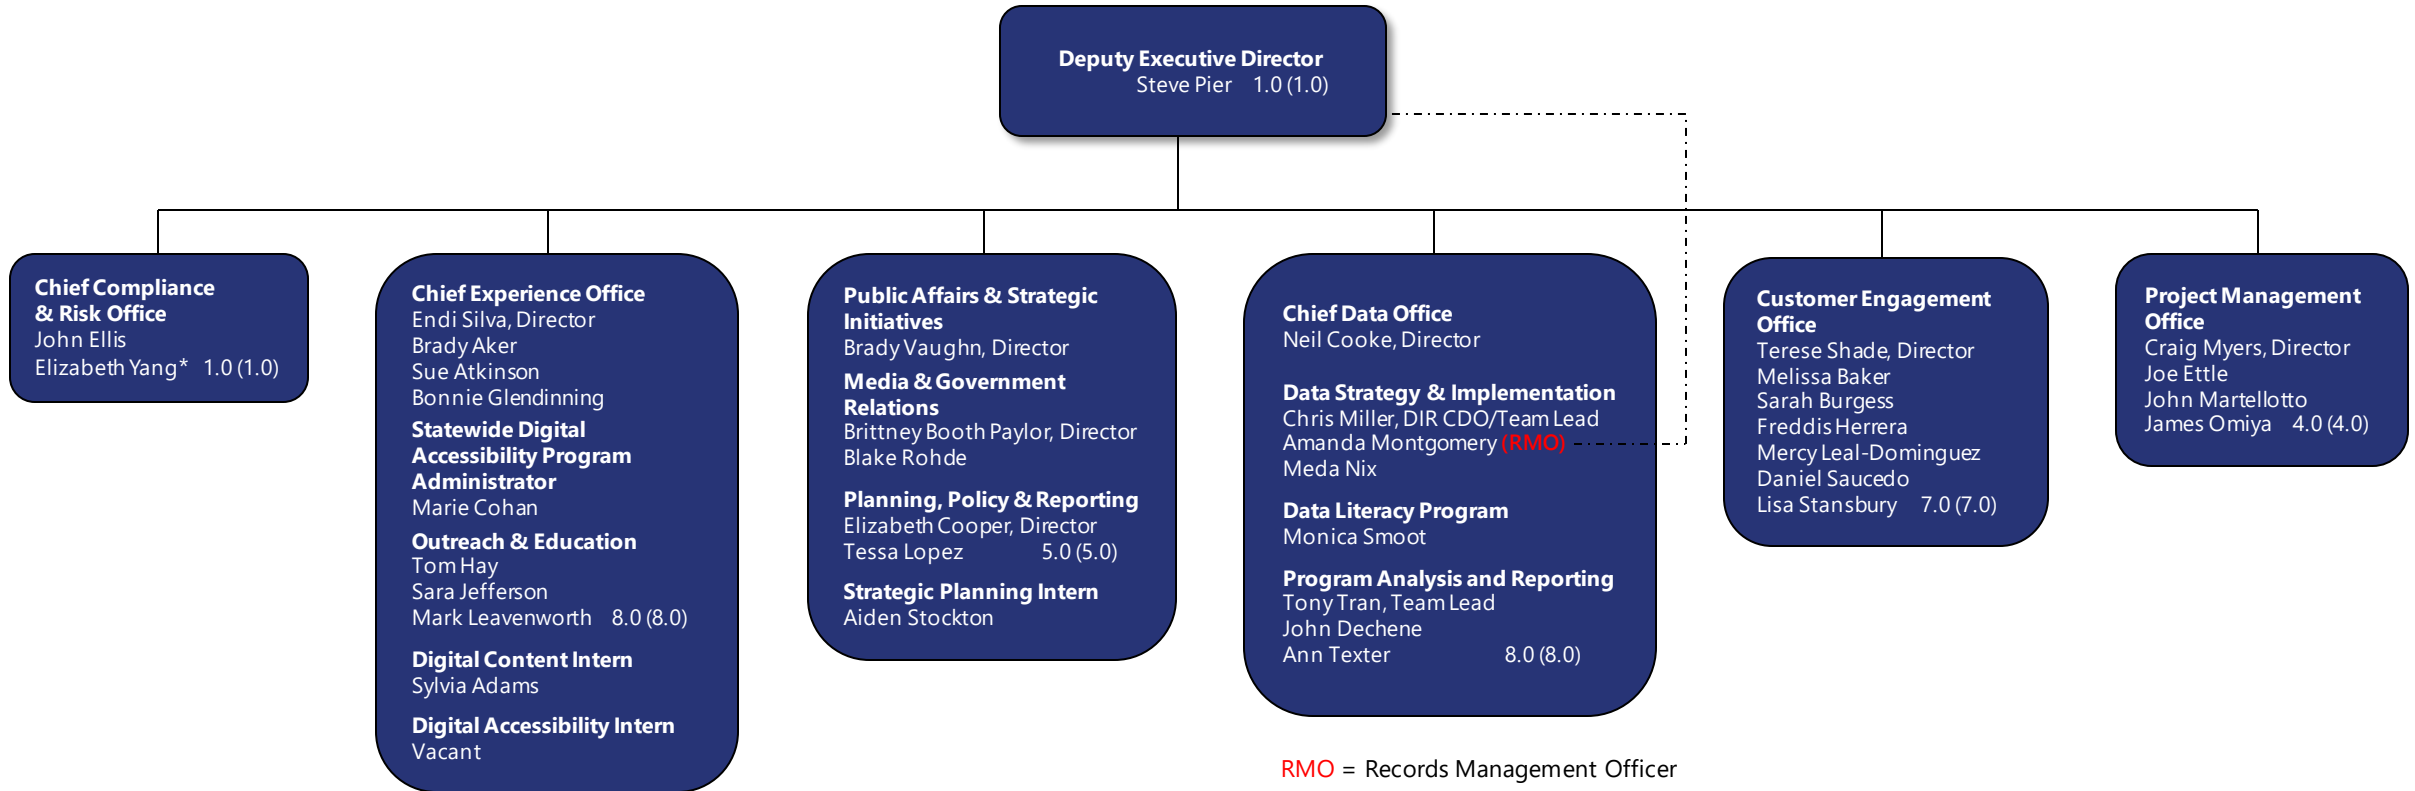 Deputy Executive Director
Steve Pier 1.0 (1.0)
Chief Compliance
& Risk Office
John Ellis
Elizabeth Yang* 1.0 (1.0)
Chief Experience Office
Endi Silva, Director
Brady Aker
Sue Atkinson
Bonnie Glendinning
Statewide Digital
Accessibility Program
Administrator
Marie Cohan
Outreach & Education
Tom Hay
Sara Jefferson
Mark Leavenworth 8.0 (8.0)
Digital Content Intern
Sylvia Adams
Digital Accessibility Intern
Vacant
Public Affairs & Strategic
Initiatives
Brady Vaughn, Director
Media & Government
Relations
Brittney Booth Paylor, Director
Blake Rohde
Planning, Policy & Reporting
Elizabeth Cooper, Director
Tessa Lopez 5.0 (5.0)
Strategic Planning Intern
Aiden Stockton
Chief Data Office
Neil Cooke, Director
Data Strategy & Implementation
Chris Miller, DIR CDO/Team Lead
Amanda Montgomery (RMO)
Meda Nix
Data Literacy Program
Monica Smoot
Program Analysis and Reporting
Tony Tran, Team Lead
John Dechene
Ann Texter 8.0 (8.0)
Customer Engagement
Office
Terese Shade, Director
Melissa Baker
Sarah Burgess
Freddis Herrera
Mercy Leal-Dominguez
Daniel Saucedo
Lisa Stansbury 7.0 (7.0)
Project Management
Office
Craig Myers, Director
Joe Ettle
John Martellotto
James Omiya 4.0 (4.0)
RMO = Records Management Officer